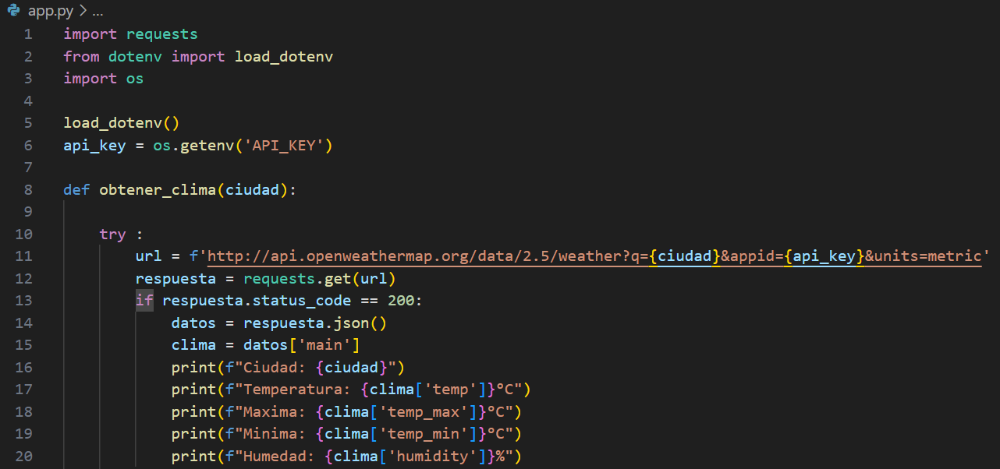 app.py > ...
1 import requests
2 from dotenv import load_dotenv
3 import os
4
5 load_dotenv()
6 api_key = os.getenv('API_KEY')
7
8 def obtener_clima(ciudad):
9
10     try :
11         url = f'http://api.openweathermap.org/data/2.5/weather?q={ciudad}&appid={api_key}&units=metric'
12         respuesta = requests.get(url)
13         if respuesta.status_code == 200:
14             datos = respuesta.json()
15             clima = datos['main']
16             print(f"Ciudad: {ciudad}")
17             print(f"Temperatura: {clima['temp']}°C")
18             print(f"Maxima: {clima['temp_max']}°C")
19             print(f"Minima: {clima['temp_min']}°C")
20             print(f"Humedad: {clima['humidity']}%")